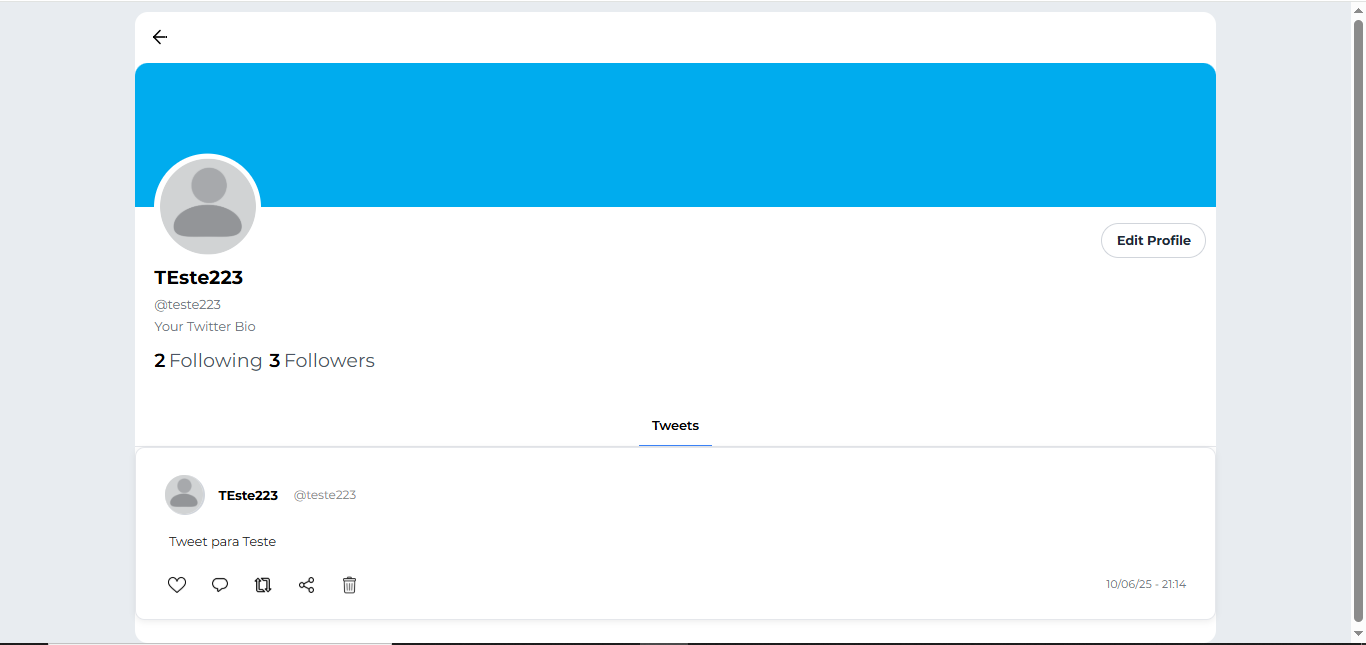 Edit Profile
TEste223
@teste223
Your Twitter Bio
2 Following 3 Followers
Tweets
TEste223 @teste223
Tweet para Teste
10/06/25 - 21:14